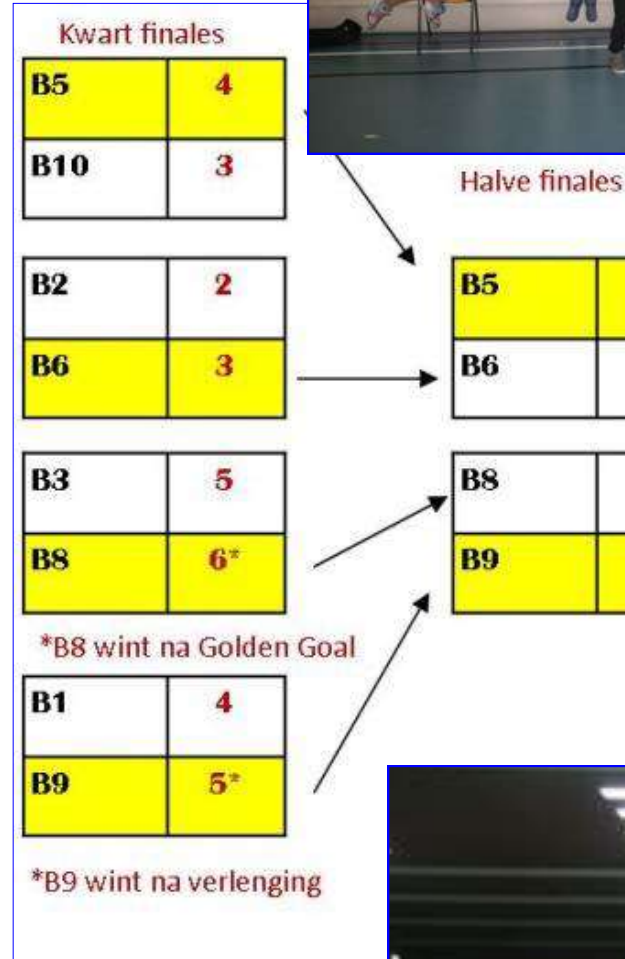 Kwart finales
B5 4
B10 3
B2 2
B6 3
B3 5
B8 6*
*B8 wint na Golden Goal
B1 4
B9 5*
*B9 wint na verlenging
Halve finales
B5
B6
B8
B9